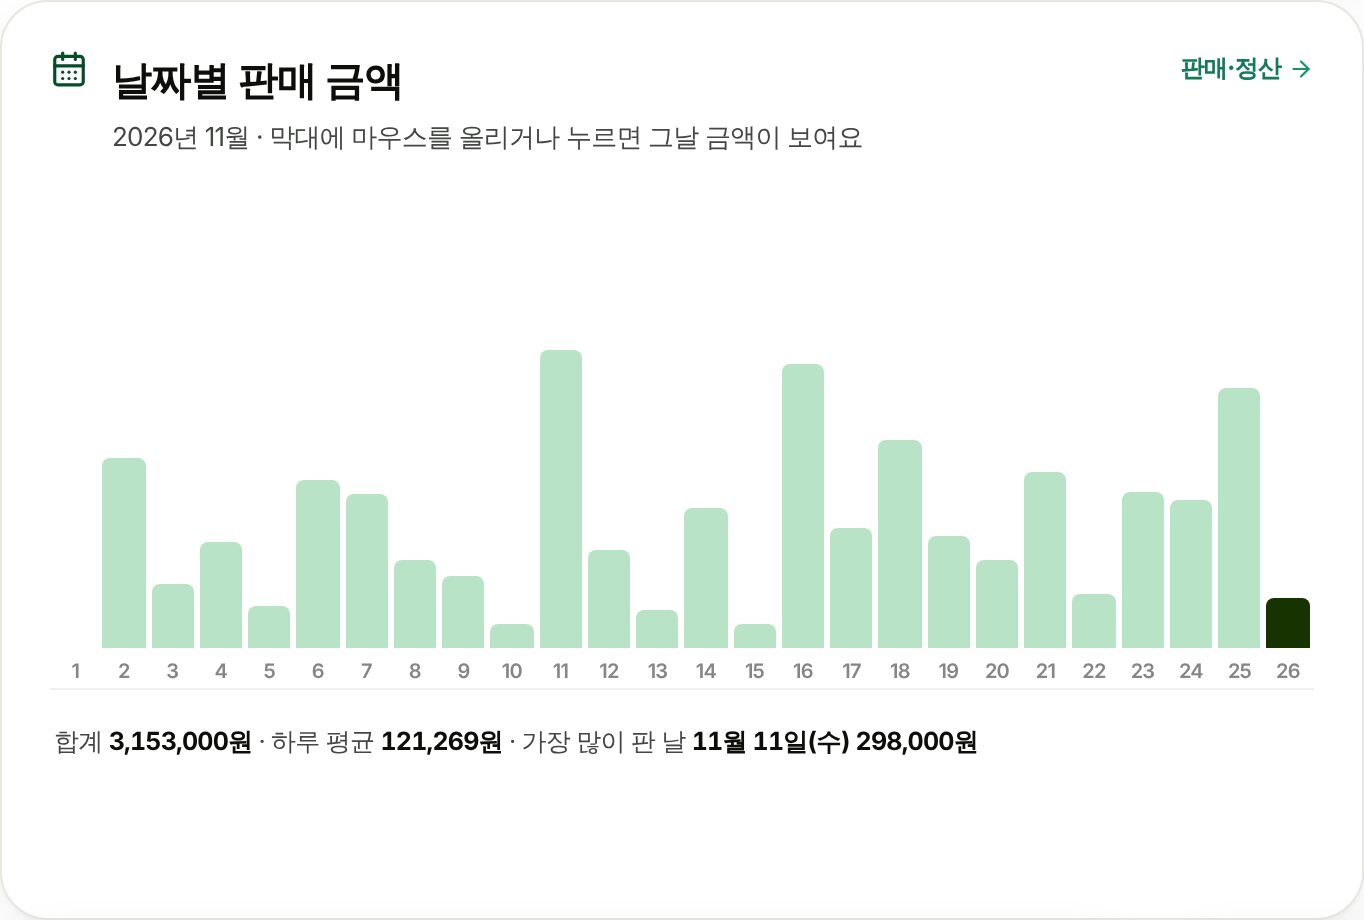 날짜별 판매 금액
판매·정산 →
2026년 11월 · 막대에 마우스를 올리거나 누르면 그날 금액이 보여요
1 2 3 4 5 6 7 8 9 10 11 12 13 14 15 16 17 18 19 20 21 22 23 24 25 26
합계 3,153,000원 · 하루 평균 121,269원 · 가장 많이 판 날 11월 11일(수) 298,000원